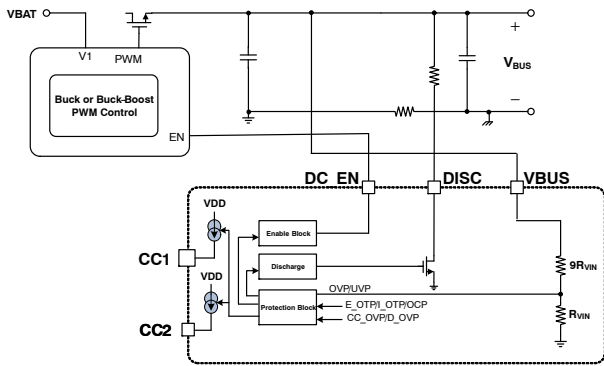 VBAT
V1
PWM
Buck or Buck-Boost
PWM Control
EN
+
VBUS
−
DC_EN
DISC
VBUS
VDD
CC1
VDD
CC2
Enable Block
Discharge
Protection Block
OVP/UVP
E_OTP/I_OTP/OCP
CC_OVP/D_OVP
9RVIN
RVIN